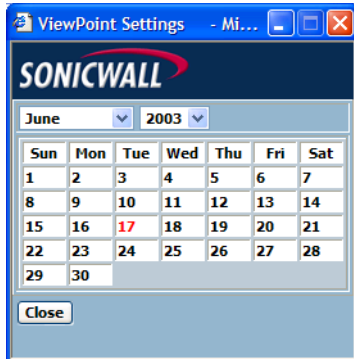 ViewPoint Settings - Mi...
SONICWALL
June 2003
Sun Mon Tue Wed Thu Fri Sat
1 2 3 4 5 6 7
8 9 10 11 12 13 14
15 16 17 18 19 20 21
22 23 24 25 26 27 28
29 30
Close